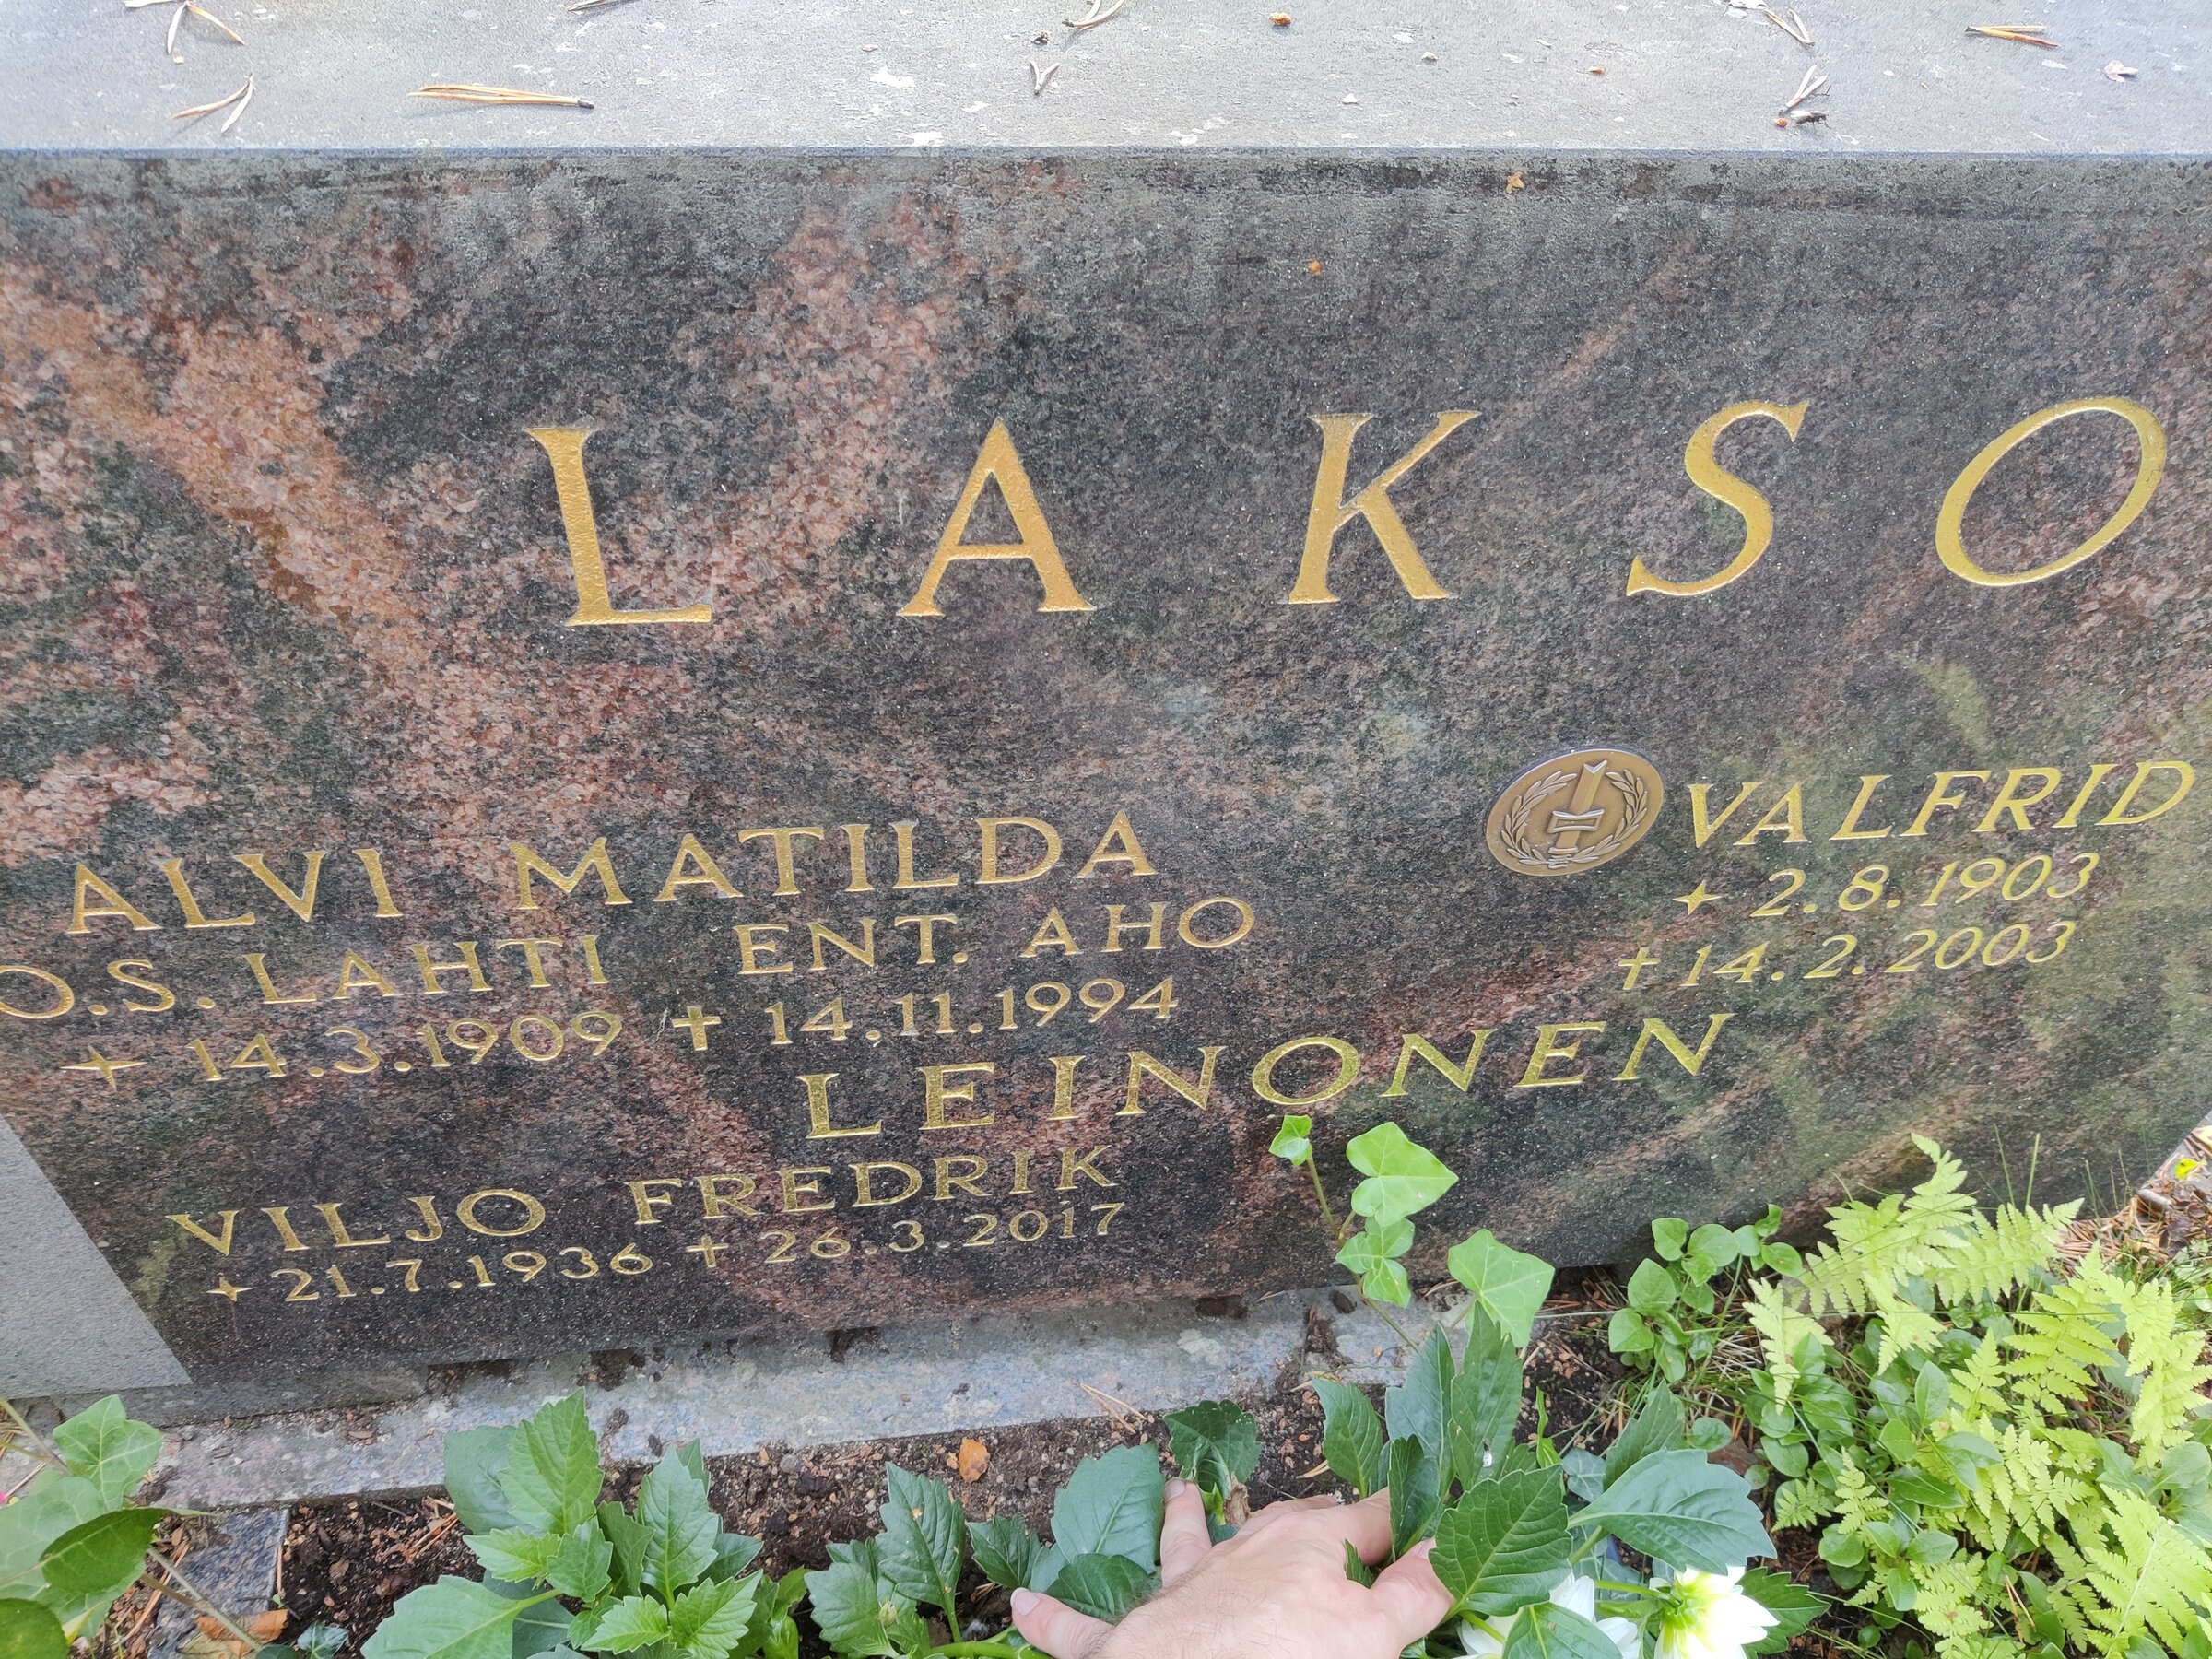 LAKSO
ALVI MATILDA
O.S. LAHTI ENT. AHO
14.3.1909 † 14.11.1994
VALFRID
2.8.1903
† 14.2.2003
LEINONEN
VILJO FREDRIK
21.7.1936 † 26.3.2017